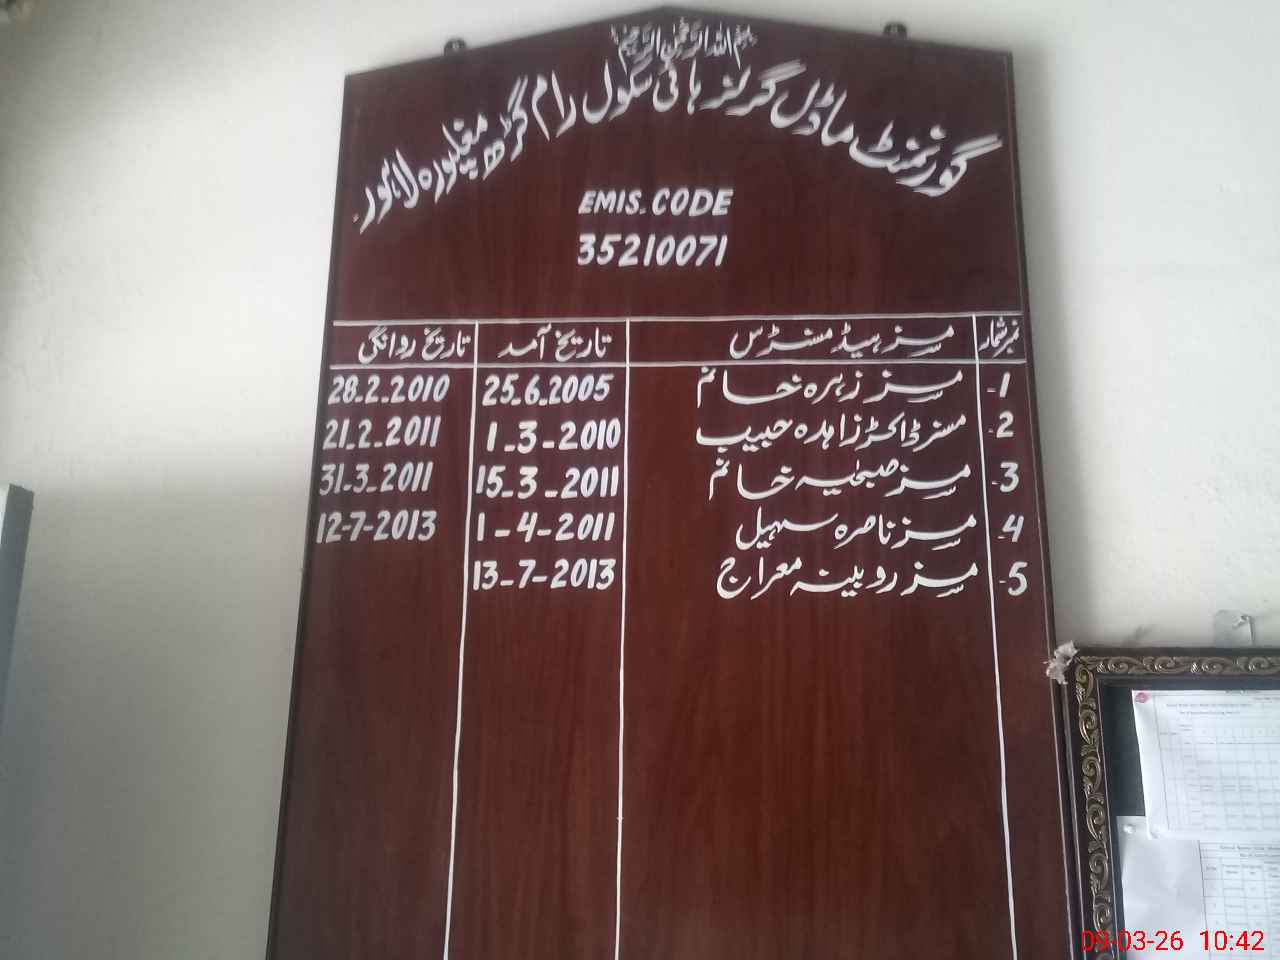 بسم اللہ الرحمٰن الرحیم
گورنمنٹ ماڈل گرلز ہائی سکول رام گڑھ مغلپورہ لاہور
EMIS. CODE
35210071
نمبر شمار مسز ہیڈ مسٹرس تاریخ آمد تاریخ روانگی
1- مسز زہرہ خانم 25.6.2005 28.2.2010
2- مسز ڈاکٹر زاہدہ حبیب 1-3-2010 21.2.2011
3- مسز صبحیہ خانم 15-3-2011 31.3.2011
4- مسز ناصرہ سہیل 1-4-2011 12-7-2013
5- مسز روبینہ معراج 13-7-2013
09-03-26 10:42